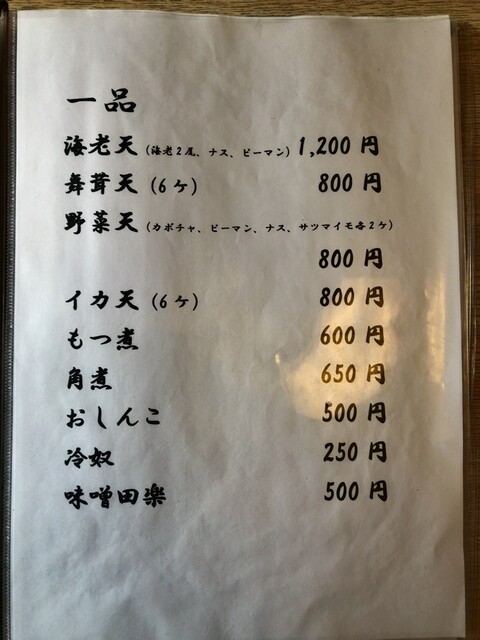 一品
海老天(海老2尾、ナス、ピーマン) 1,200 円
舞茸天(6ケ) 800 円
野菜天(カボチャ、ピーマン、ナス、サツマイモ各2ケ)
800 円
イカ天(6ケ) 800 円
もつ煮 600 円
角煮 650 円
おしんこ 500 円
冷奴 250 円
味噌田楽 500 円